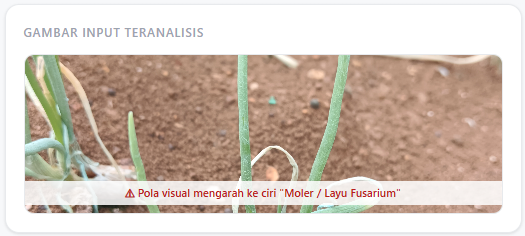 GAMBAR INPUT TERANALISIS
⚠ Pola visual mengarah ke ciri "Moler / Layu Fusarium"